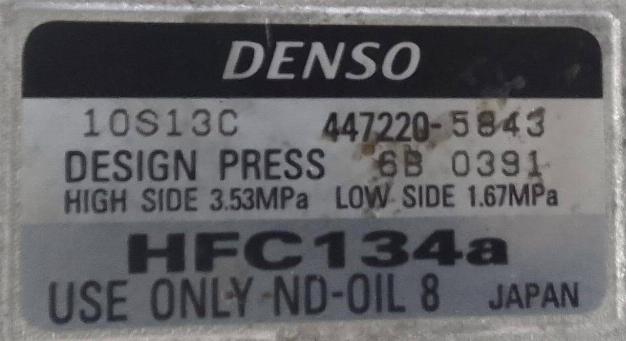 DENSO
10S13C 447220-5843
DESIGN PRESS 6B 0391
HIGH SIDE 3.53MPa LOW SIDE 1.67MPa
HFC134a
USE ONLY ND-OIL 8 JAPAN